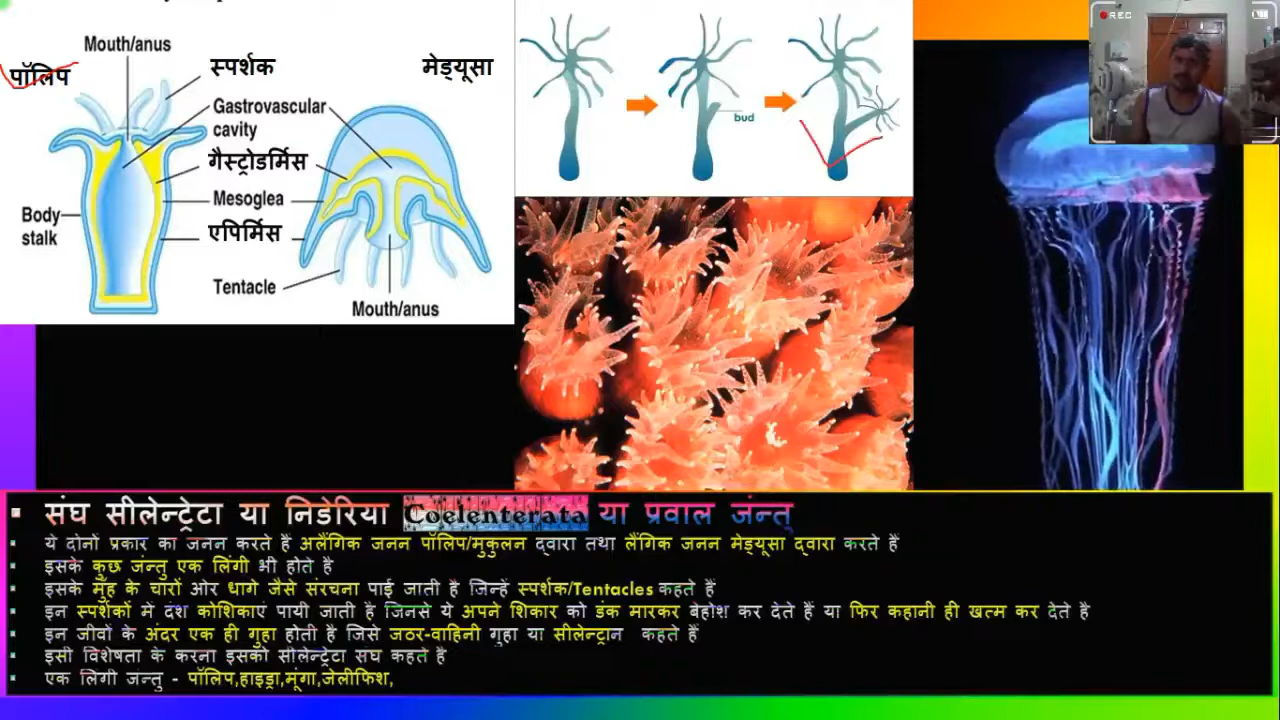 Mouth/anus
पॉलिप
स्पर्शक
मेड्यूसा
Gastrovascular
cavity
गैस्ट्रोडर्मिस
Mesoglea
Body
stalk
एपिर्मिस
Tentacle
Mouth/anus
bud
REC
संघ सीलेन्ट्रेटा या निडेरिया Coelenterata या प्रवाल जंन्तु
ये दोनों प्रकार का जनन करते हैं अलैंगिक जनन पॉलिप/मुकुलन द्वारा तथा लैंगिक जनन मेड्यूसा द्वारा करते हैं
इसके कुछ जंन्तु एक लिंगी भी होते है
इसके मुँह के चारों ओर धागे जैसे संरचना पाई जाती है जिन्हें स्पर्शक/Tentacles कहते हैं
इन स्पर्शकों में दंश कोशिकाएं पायी जाती है जिनसे ये अपने शिकार को डंक मारकर बेहोश कर देते हैं या फिर कहानी ही खत्म कर देते है
इन जीवों के अंदर एक ही गुहा होती है जिसे जठर-वाहिनी गुहा या सीलेन्ट्रान कहते हैं
इसी विशेषता के करना इसको सीलेन्ट्रेटा संघ कहते है
एक लिंगी जंन्तु - पॉलिप,हाइड्रा,मूंगा,जेलीफिश,